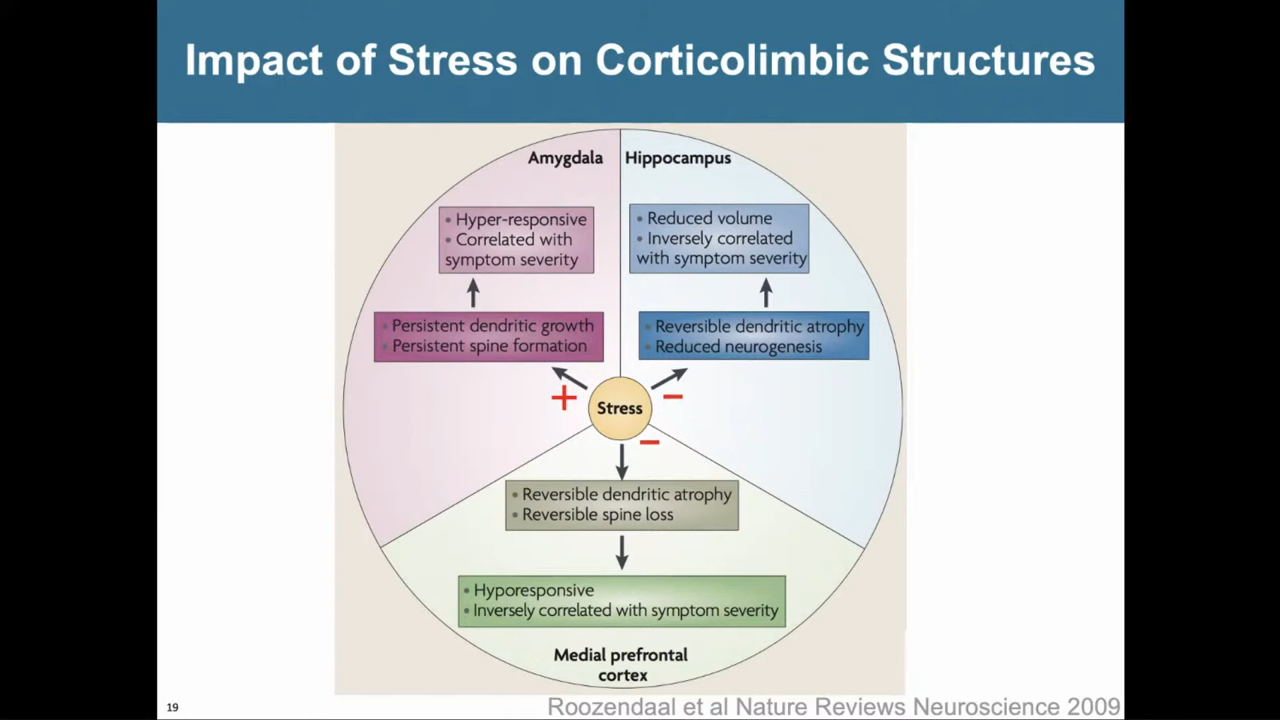 Impact of Stress on Corticolimbic Structures
Amygdala
• Hyper-responsive
• Correlated with
symptom severity
• Persistent dendritic growth
• Persistent spine formation
Hippocampus
• Reduced volume
• Inversely correlated
with symptom severity
• Reversible dendritic atrophy
• Reduced neurogenesis
+
Stress
−
−
• Reversible dendritic atrophy
• Reversible spine loss
• Hyporesponsive
• Inversely correlated with symptom severity
Medial prefrontal
cortex
19
Roozendaal et al Nature Reviews Neuroscience 2009